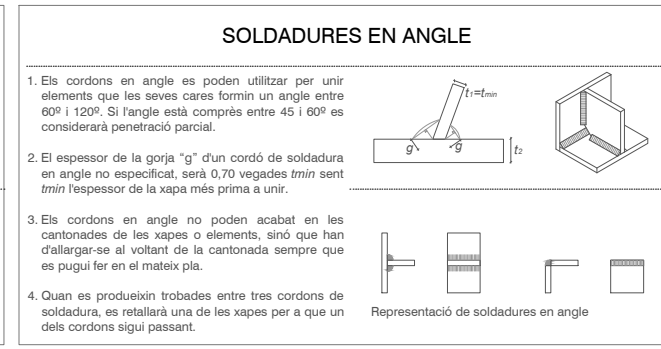 SOLDADURES EN ANGLE
1. Els cordons en angle es poden utilitzar per unir
elements que les seves cares formin un angle entre
60º i 120º. Si l'angle està comprès entre 45 i 60º es
considerarà penetració parcial.
2. El espessor de la gorja "g" d'un cordó de soldadura
en angle no especificat, serà 0,70 vegades tmin sent
tmin l'espessor de la xapa més prima a unir.
3. Els cordons en angle no poden acabat en les
cantonades de les xapes o elements, sinó que han
d'allargar-se al voltant de la cantonada sempre que
es pugui fer en el mateix pla.
4. Quan es produeixin trobades entre tres cordons de
soldadura, es retallarà una de les xapes per a que un
dels cordons sigui passant.
t1=tmin
g
g
t2
Representació de soldadures en angle